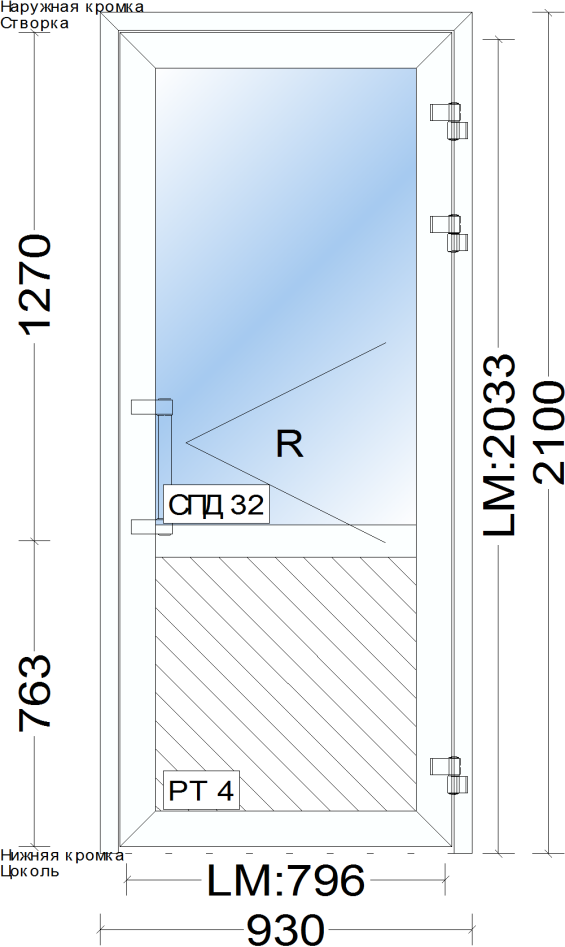 Наружная кромка
Створка
1270
LM:2033
2100
R
СПД 32
763
РТ 4
Нижняя кромка
Цоколь
LM:796
930